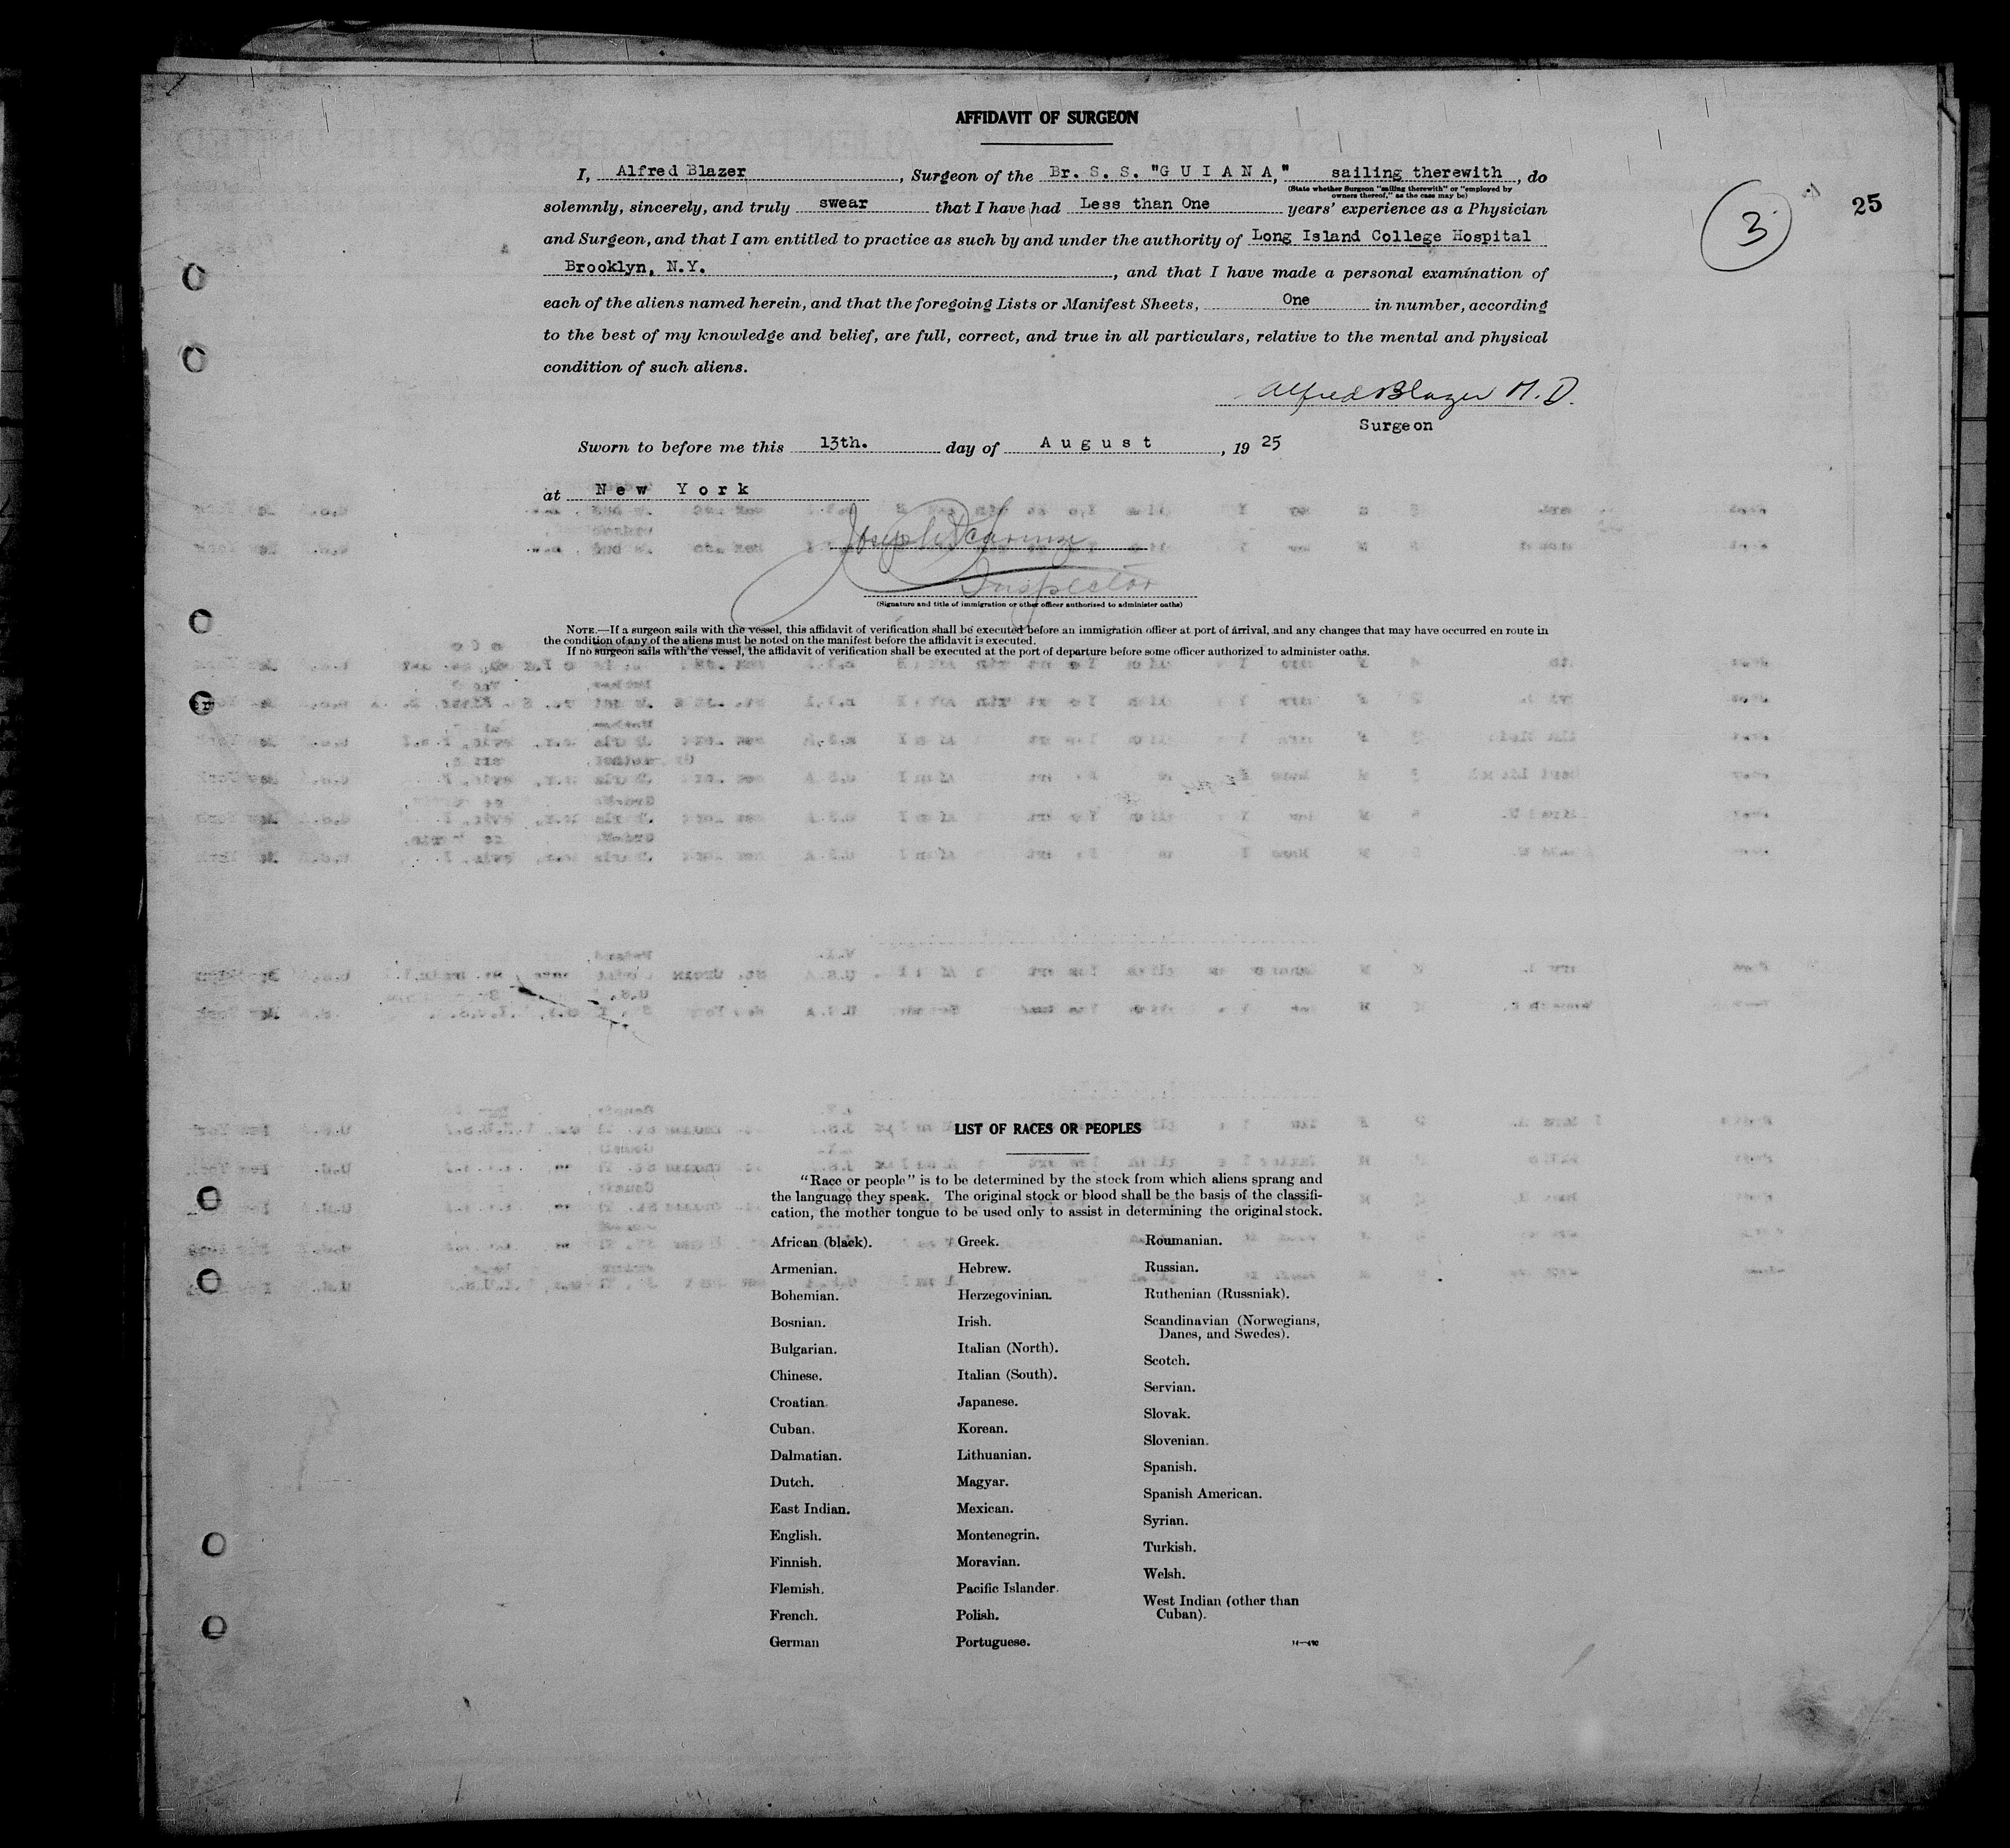 AFFIDAVIT OF SURGEON
I, Alfred Blazer, Surgeon of the Br. S. S. "G U I A N A," sailing therewith, do
(State whether Surgeon "sailing therewith" or "employed by
owners thereof," as the case may be)
solemnly, sincerely, and truly swear that I have had Less than One years' experience as a Physician
and Surgeon, and that I am entitled to practice as such by and under the authority of Long Island College Hospital
Brooklyn, N.Y., and that I have made a personal examination of
each of the aliens named herein, and that the foregoing Lists or Manifest Sheets, One in number, according
to the best of my knowledge and belief, are full, correct, and true in all particulars, relative to the mental and physical
condition of such aliens.
3
25
Alfred Blazer M.D.
Surgeon
Sworn to before me this 13th. day of August, 1925
at New York
Joseph
Inspector
(Signature and title of immigration or other officer authorized to administer oaths)
NOTE.—If a surgeon sails with the vessel, this affidavit of verification shall be executed before an immigration officer at port of arrival, and any changes that may have occurred en route in
the condition of any of the aliens must be noted on the manifest before the affidavit is executed.
If no surgeon sails with the vessel, the affidavit of verification shall be executed at the port of departure before some officer authorized to administer oaths.
LIST OF RACES OR PEOPLES
"Race or people" is to be determined by the stock from which aliens sprang and
the language they speak. The original stock or blood shall be the basis of the classifi-
cation, the mother tongue to be used only to assist in determining the original stock.
African (black).
Armenian.
Bohemian.
Bosnian.
Bulgarian.
Chinese.
Croatian.
Cuban.
Dalmatian.
Dutch.
East Indian.
English.
Finnish.
Flemish.
French.
German
Greek.
Hebrew.
Herzegovinian.
Irish.
Italian (North).
Italian (South).
Japanese.
Korean.
Lithuanian.
Magyar.
Mexican.
Montenegrin.
Moravian.
Pacific Islander.
Polish.
Portuguese.
Roumanian.
Russian.
Ruthenian (Russniak).
Scandinavian (Norwegians,
Danes, and Swedes).
Scotch.
Servian.
Slovak.
Slovenian.
Spanish.
Spanish American.
Syrian.
Turkish.
Welsh.
West Indian (other than
Cuban).